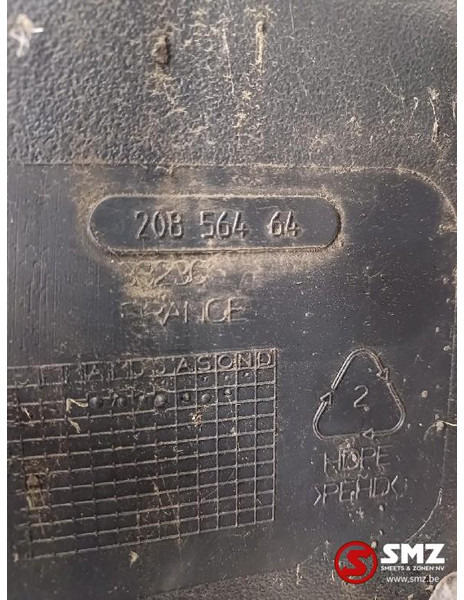 208 564 64
FRANCE
J F M A M J J A S O N D
2
HDPE
>PEHD<
SMZ
SMEETS & ZONEN NV
www.smz.be